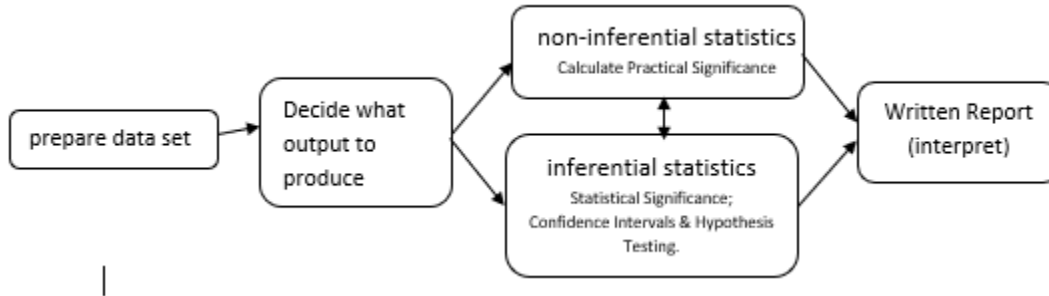 prepare data set
Decide what
output to
produce
non-inferential statistics
Calculate Practical Significance
inferential statistics
Statistical Significance;
Confidence Intervals & Hypothesis
Testing.
Written Report
(interpret)